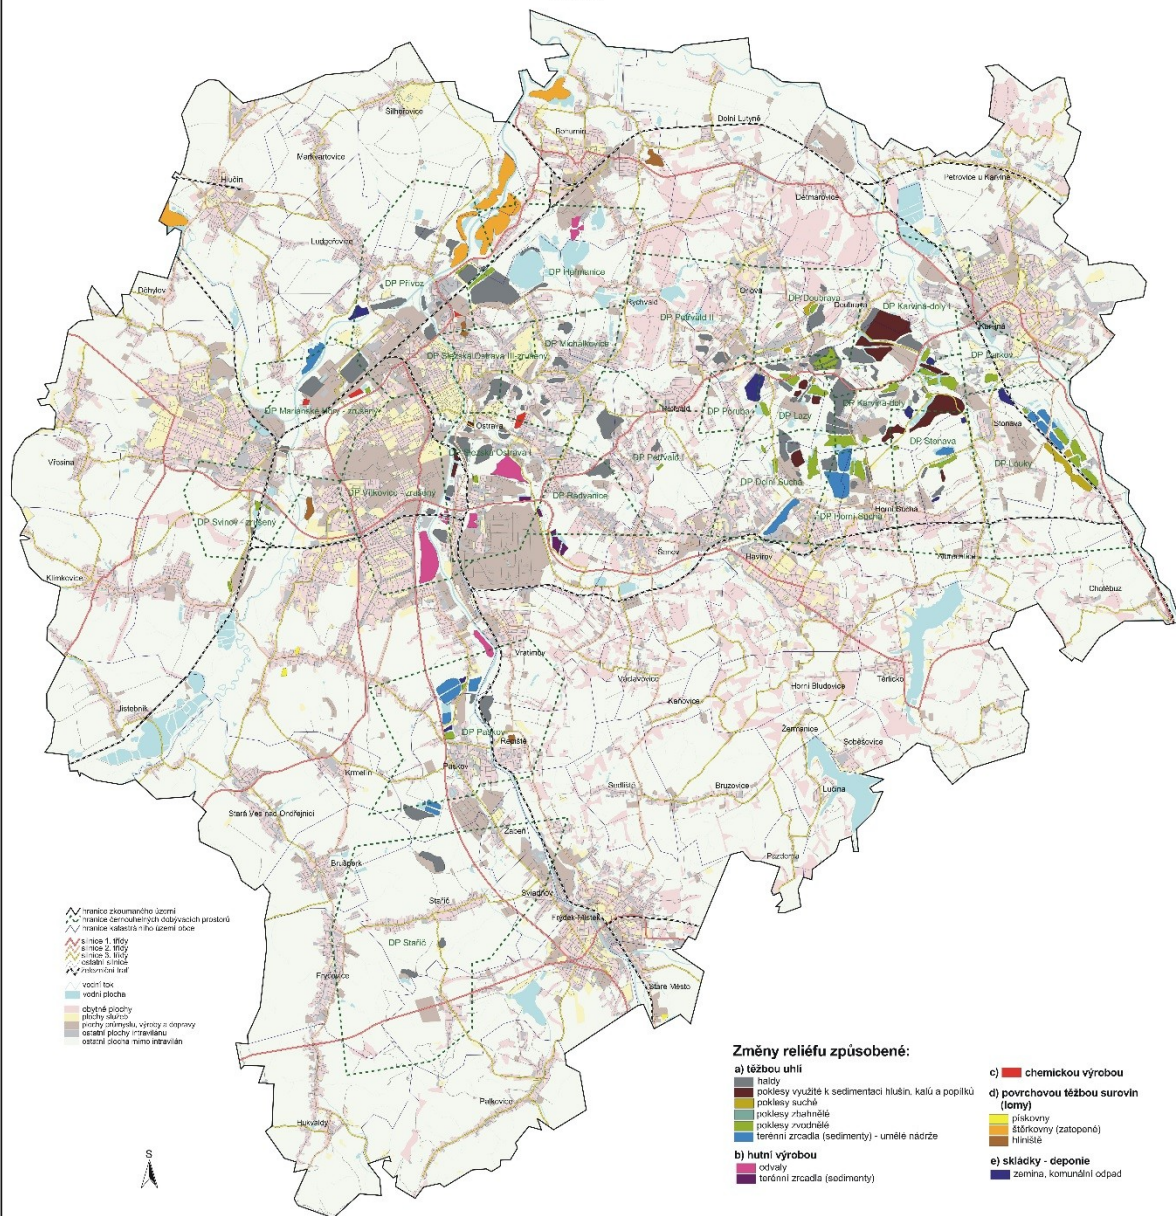 Šilheřovice
Bohumín
Dolní Lutyně
Markvartovice
Hlučín
Petrovice u Karviné
Dětmarovice
Ludgeřovice
DP Heřmanice
DP Přívoz
Děhylov
Rychvald
Orlová
DP Doubrava
Doubrava
DP Karviná-doly I
DP Petřvald II
Karviná
DP Michálkovice
DP Slezská Ostrava III-zrušený
DP Darkov
DP Mariánské Hory - zrušený
DP Poruba
DP Lazy
DP Karviná-doly
Petřvald
Ostrava
Stonava
DP Stonava
Vřesina
DP Slezská Ostrava I
DP Petřvald I
DP Louky
DP Vítkovice - zrušený
DP Radvanice
DP Dolní Suchá
DP Svinov - zrušený
DP Horní Suchá
Horní Suchá
Šenov
Havířov
Albrechtice
Klimkovice
Chotěbuz
Vratimov
Václavovice
Horní Bludovice
Těrlicko
Kaňovice
Jistebník
Žermanice
Soběšovice
DP Paskov
Řepiště
Paskov
Krmelín
Sedliště
Bruzovice
Lučina
Stará Ves nad Ondřejnicí
Žabeň
Brušperk
Pazderna
Sviadnov
Staříč
Frýdek-Místek
DP Staříč
Fryčovice
Staré Město
Palkovice
Hukvaldy
hranice zkoumaného území
hranice černouhelných dobývacích prostorů
hranice katastrálního území obce
silnice 1. třídy
silnice 2. třídy
silnice 3. třídy
ostatní silnice
železniční trať
vodní tok
vodní plocha
obytné plochy
plochy služeb
plochy průmyslu, výroby a dopravy
ostatní plochy intravilánu
ostatní plocha mimo intravilán
S
Změny reliéfu způsobené:
a) těžbou uhlí
haldy
poklesy využité k sedimentaci hlušin, kalů a popílků
poklesy suché
poklesy zbahnělé
poklesy zvodnělé
terénní zrcadla (sedimenty) - umělé nádrže
b) hutní výrobou
odvaly
terénní zrcadla (sedimenty)
c) chemickou výrobou
d) povrchovou těžbou surovin
(lomy)
pískovny
štěrkovny (zatopené)
hliniště
e) skládky - deponie
zemina, komunální odpad